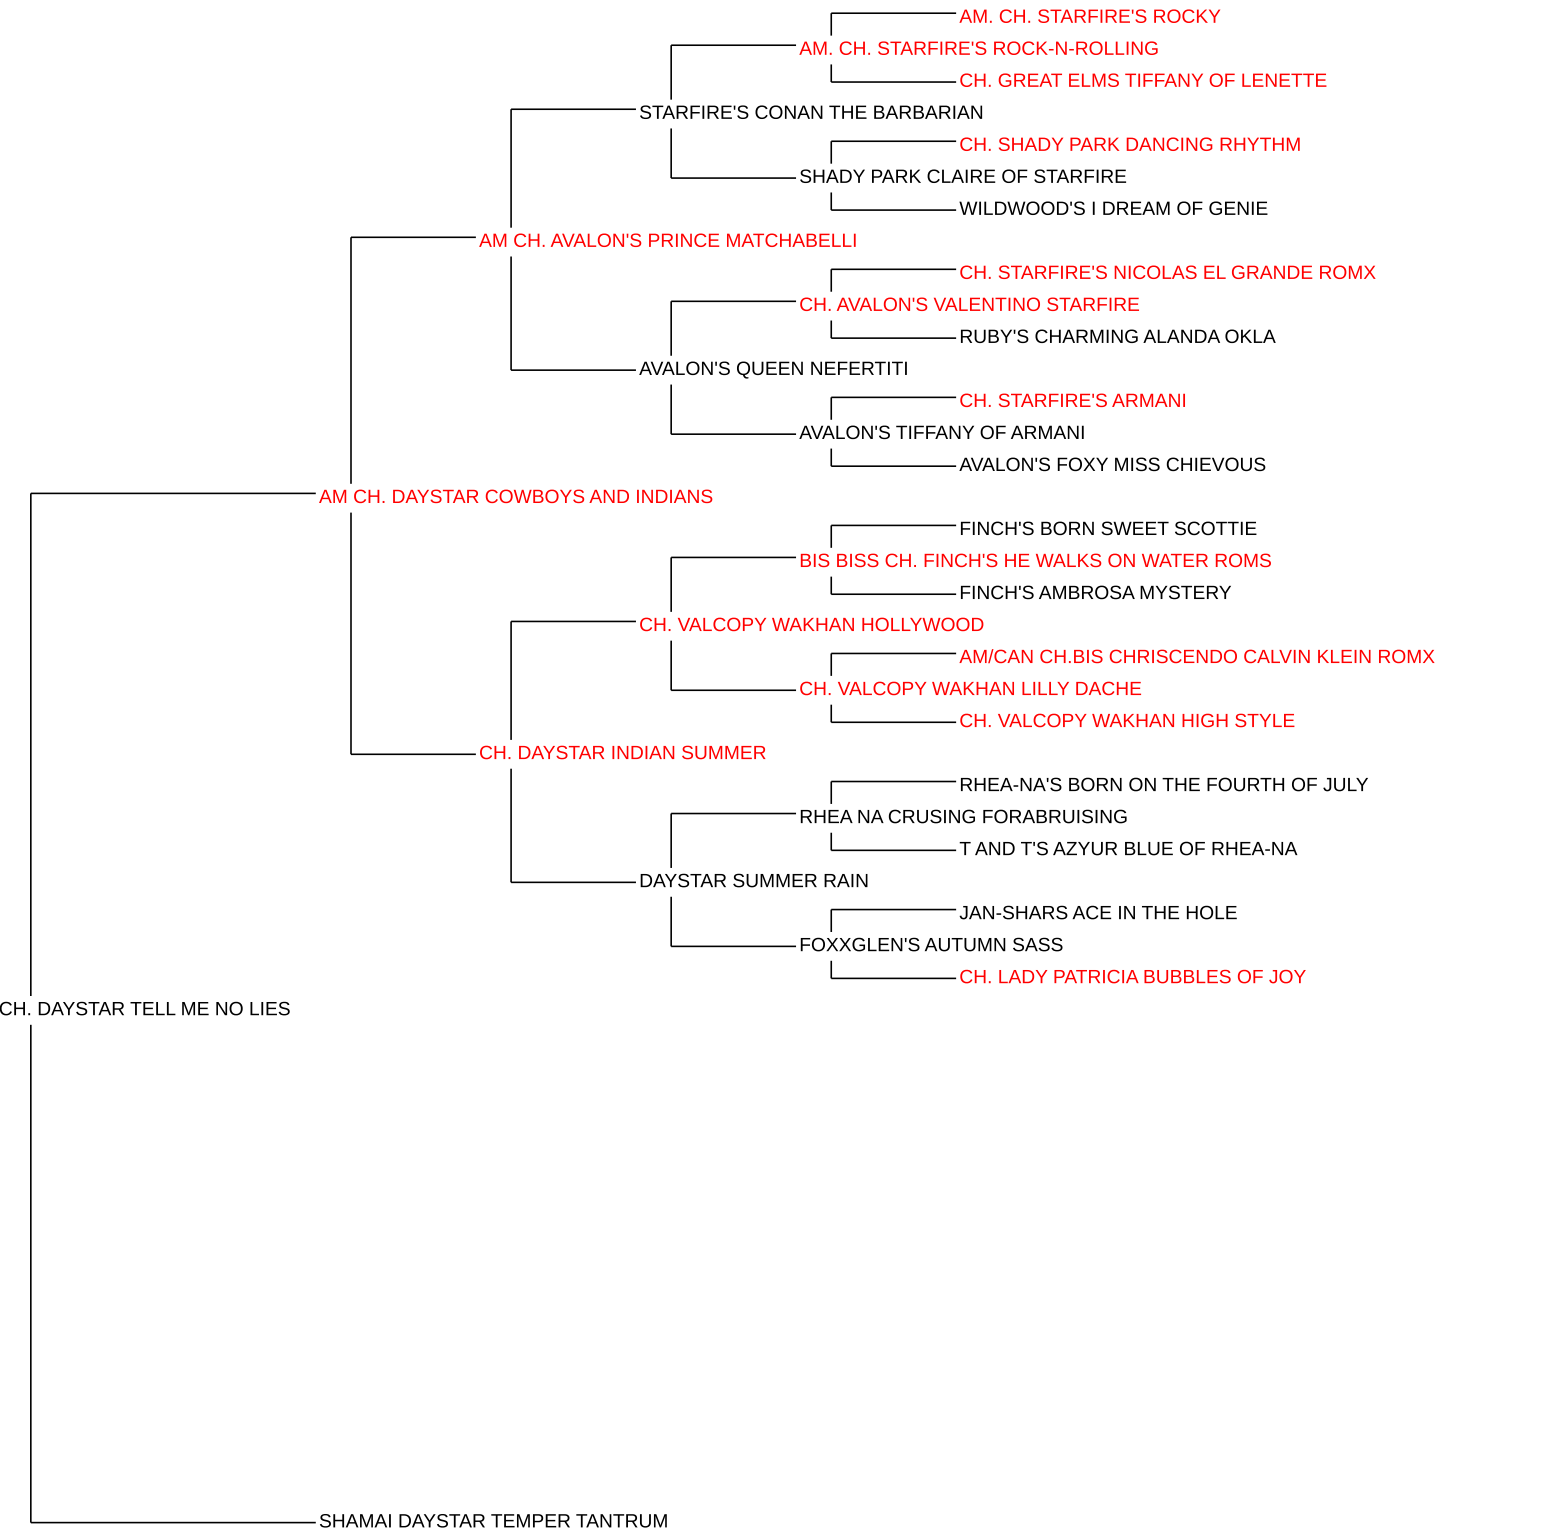 AM. CH. STARFIRE'S ROCKY
AM. CH. STARFIRE'S ROCK-N-ROLLING
CH. GREAT ELMS TIFFANY OF LENETTE
STARFIRE'S CONAN THE BARBARIAN
CH. SHADY PARK DANCING RHYTHM
SHADY PARK CLAIRE OF STARFIRE
WILDWOOD'S I DREAM OF GENIE
AM CH. AVALON'S PRINCE MATCHABELLI
CH. STARFIRE'S NICOLAS EL GRANDE ROMX
CH. AVALON'S VALENTINO STARFIRE
RUBY'S CHARMING ALANDA OKLA
AVALON'S QUEEN NEFERTITI
CH. STARFIRE'S ARMANI
AVALON'S TIFFANY OF ARMANI
AVALON'S FOXY MISS CHIEVOUS
AM CH. DAYSTAR COWBOYS AND INDIANS
FINCH'S BORN SWEET SCOTTIE
BIS BISS CH. FINCH'S HE WALKS ON WATER ROMS
FINCH'S AMBROSA MYSTERY
CH. VALCOPY WAKHAN HOLLYWOOD
AM/CAN CH.BIS CHRISCENDO CALVIN KLEIN ROMX
CH. VALCOPY WAKHAN LILLY DACHE
CH. VALCOPY WAKHAN HIGH STYLE
CH. DAYSTAR INDIAN SUMMER
RHEA-NA'S BORN ON THE FOURTH OF JULY
RHEA NA CRUSING FORABRUISING
T AND T'S AZYUR BLUE OF RHEA-NA
DAYSTAR SUMMER RAIN
JAN-SHARS ACE IN THE HOLE
FOXXGLEN'S AUTUMN SASS
CH. LADY PATRICIA BUBBLES OF JOY
CH. DAYSTAR TELL ME NO LIES
SHAMAI DAYSTAR TEMPER TANTRUM